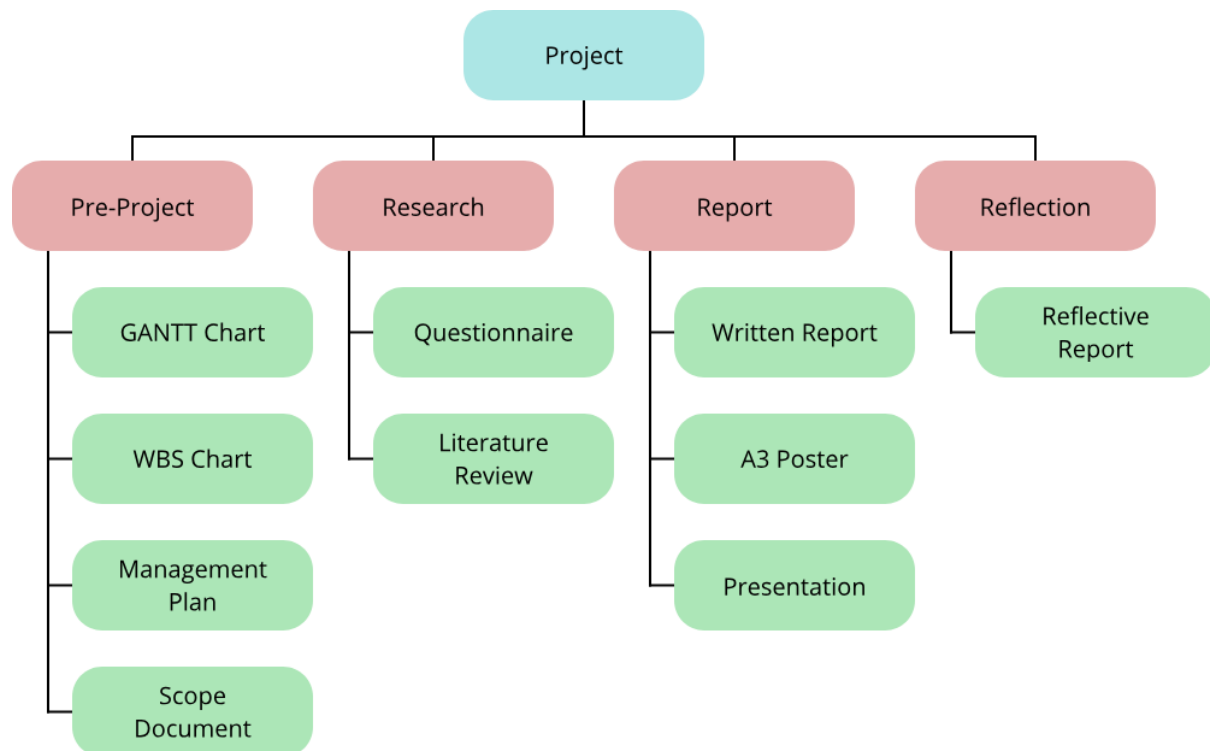 Project
Pre-Project
Research
Report
Reflection
GANTT Chart
Questionnaire
Written Report
Reflective
Report
WBS Chart
Literature
Review
A3 Poster
Management
Plan
Presentation
Scope
Document